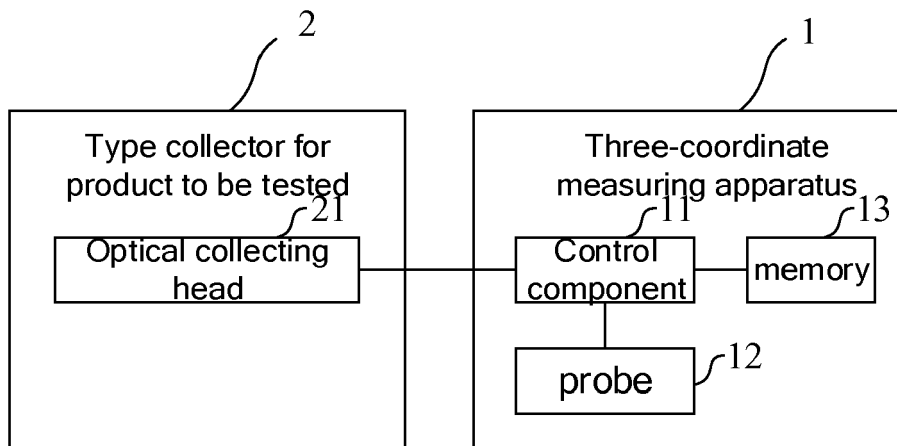 2
1
Type collector for
product to be tested
21
Optical collecting
head
Three-coordinate
measuring apparatus
11
13
Control
component
memory
probe
12